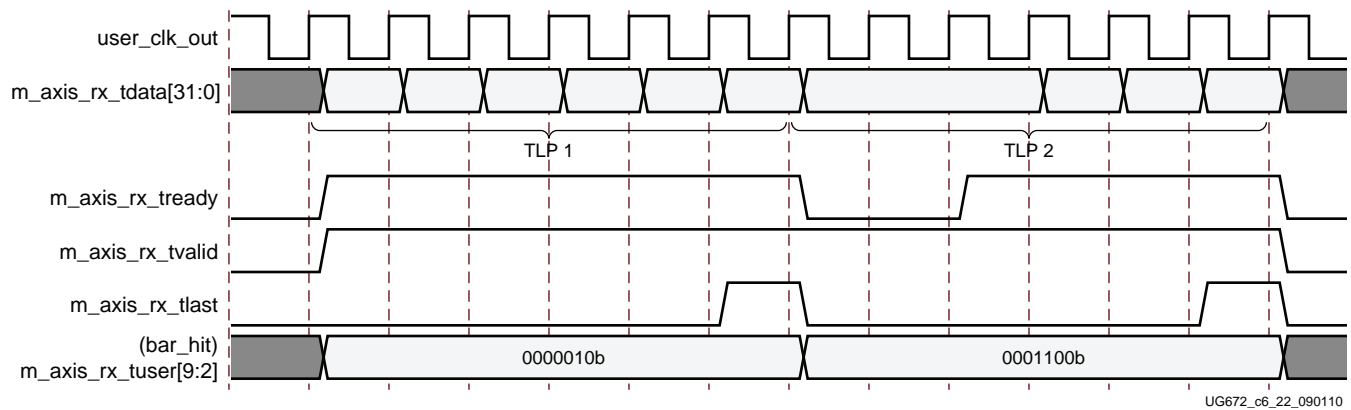 user_clk_out
m_axis_rx_tdata[31:0]
TLP 1
TLP 2
m_axis_rx_tready
m_axis_rx_tvalid
m_axis_rx_tlast
(bar_hit)
m_axis_rx_tuser[9:2]
0000010b
0001100b
UG672_c6_22_090110